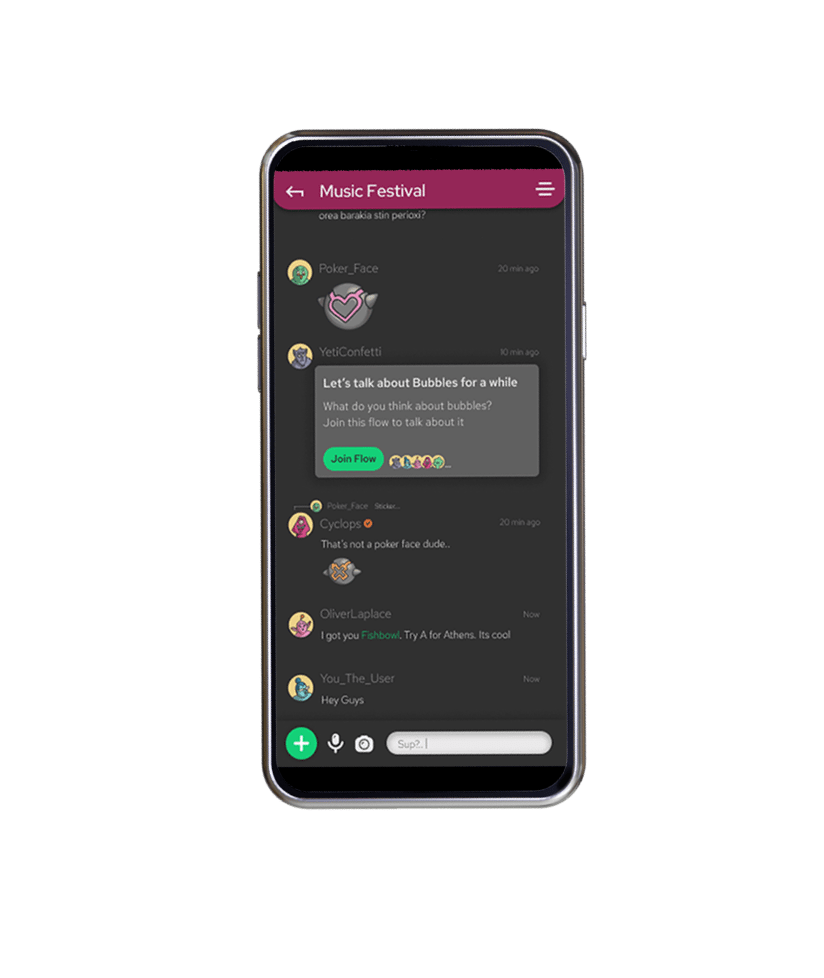 Music Festival
orea barakia stin perioxi?
Poker_Face 20 min ago
YetiConfetti 10 min ago
Let's talk about Bubbles for a while
What do you think about bubbles?
Join this flow to talk about it
Join Flow ...
Poker_Face Sticker...
Cyclops 20 min ago
That's not a poker face dude..
OliverLaplace Now
I got you Fishbowl. Try A for Athens. Its cool
You_The_User Now
Hey Guys
Sup?..